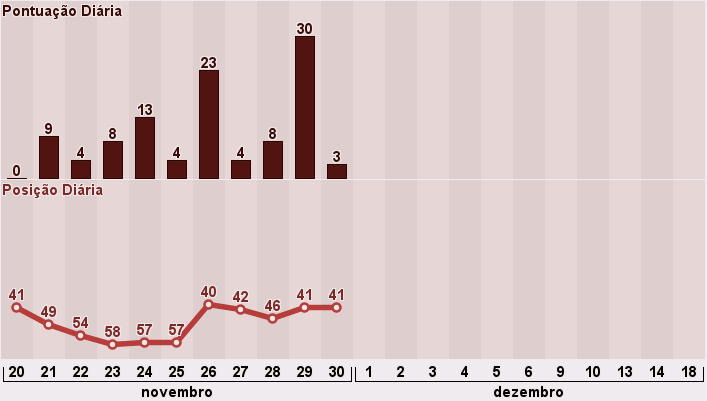 Pontuação Diária
0 9 4 8 13 4 23 4 8 30 3
Posição Diária
41 49 54 58 57 57 40 42 46 41 41
20 21 22 23 24 25 26 27 28 29 30 1 2 3 4 5 6 9 10 13 14 18
novembro dezembro